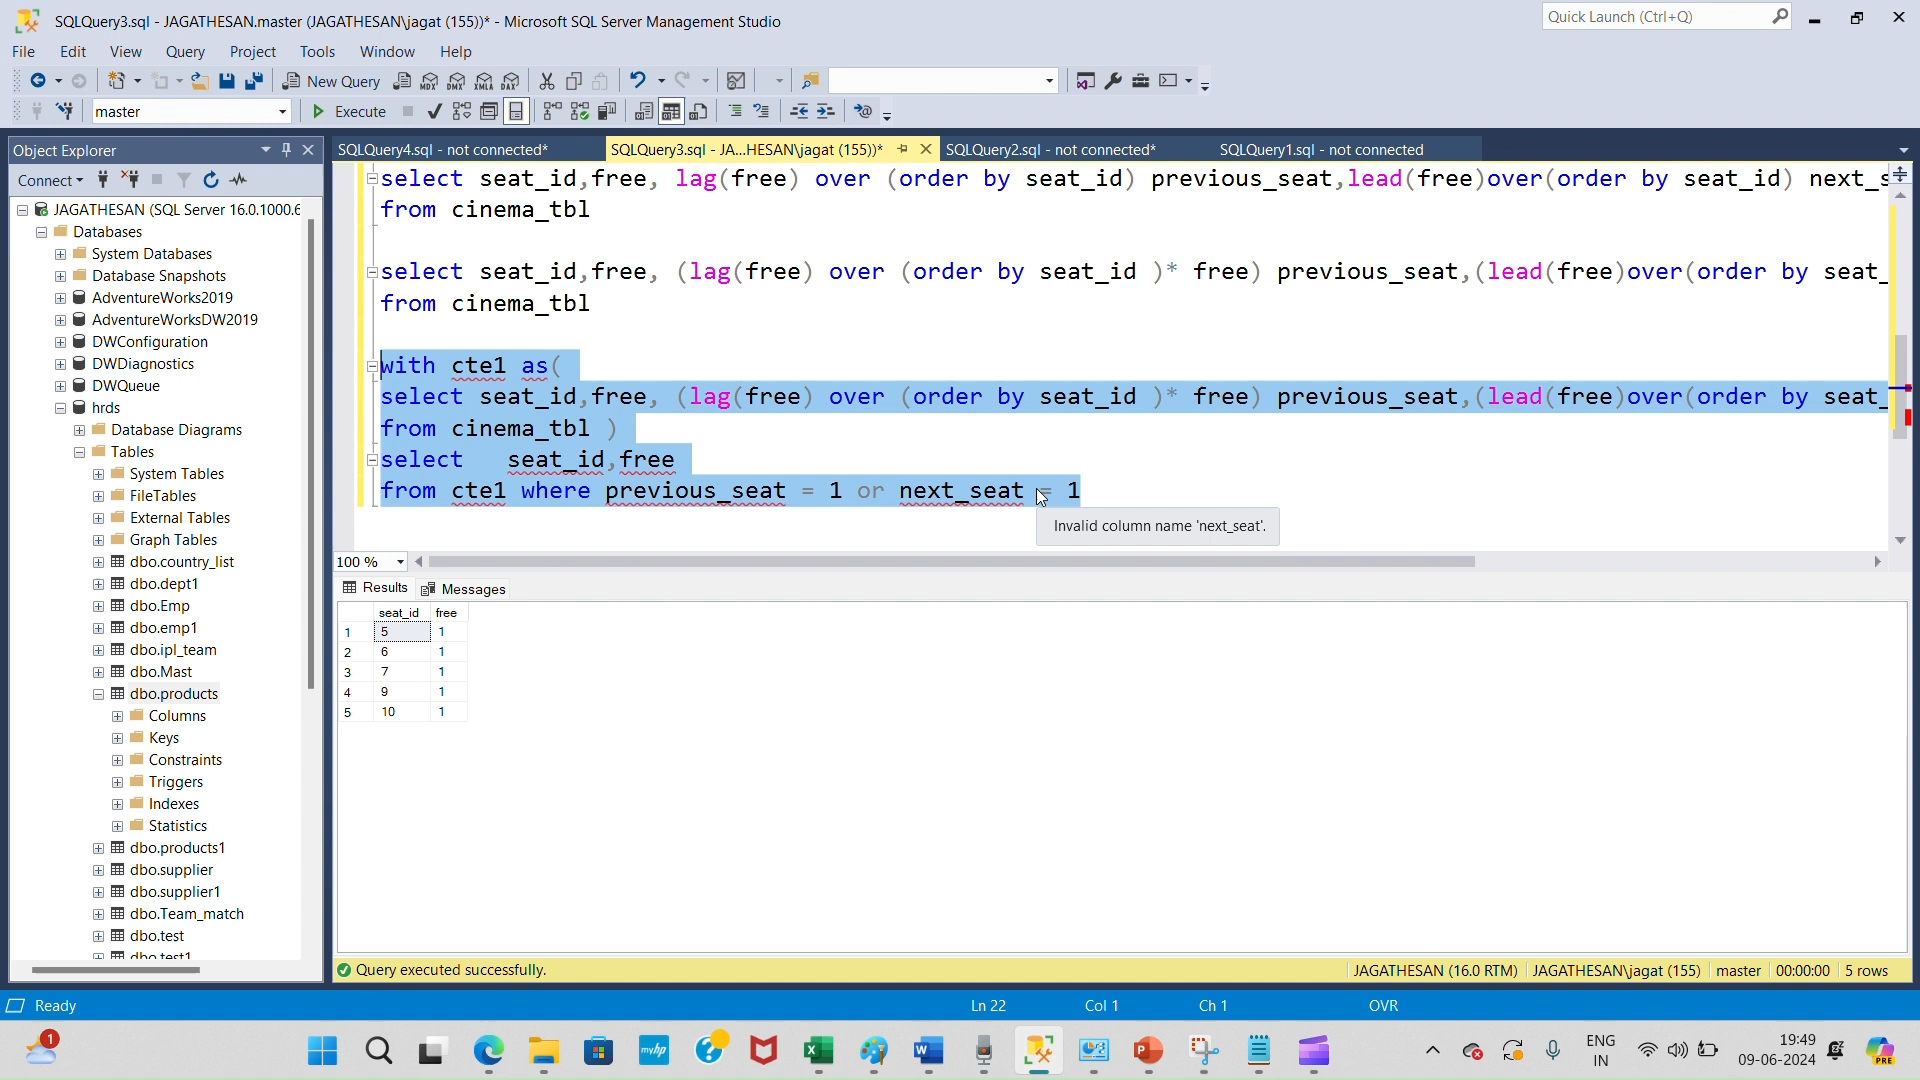 SQLQuery3.sql - JAGATHESAN.master (JAGATHESAN\jagat (155))* - Microsoft SQL Server Management Studio
Quick Launch (Ctrl+Q)
File Edit View Query Project Tools Window Help
New Query MDX DMX XMLA DAX
master Execute
Object Explorer
SQLQuery4.sql - not connected* SQLQuery3.sql - JA...HESAN\jagat (155))* SQLQuery2.sql - not connected* SQLQuery1.sql - not connected
Connect
JAGATHESAN (SQL Server 16.0.1000.6
Databases
System Databases
Database Snapshots
AdventureWorks2019
AdventureWorksDW2019
DWConfiguration
DWDiagnostics
DWQueue
hrds
Database Diagrams
Tables
System Tables
FileTables
External Tables
Graph Tables
dbo.country_list
dbo.dept1
dbo.Emp
dbo.emp1
dbo.ipl_team
dbo.Mast
dbo.products
Columns
Keys
Constraints
Triggers
Indexes
Statistics
dbo.products1
dbo.supplier
dbo.supplier1
dbo.Team_match
dbo.test
dbo.test1
select seat_id,free, lag(free) over (order by seat_id) previous_seat,lead(free)over(order by seat_id) next_s
from cinema_tbl
select seat_id,free, (lag(free) over (order by seat_id )* free) previous_seat,(lead(free)over(order by seat_
from cinema_tbl
with cte1 as(
select seat_id,free, (lag(free) over (order by seat_id )* free) previous_seat,(lead(free)over(order by seat_
from cinema_tbl )
select seat_id,free
from cte1 where previous_seat = 1 or next_seat = 1
Invalid column name 'next_seat'.
100 %
Results Messages
seat_id free
1 5 1
2 6 1
3 7 1
4 9 1
5 10 1
Query executed successfully. JAGATHESAN (16.0 RTM) JAGATHESAN\jagat (155) master 00:00:00 5 rows
Ready Ln 22 Col 1 Ch 1 OVR
1 myhp ENG 19:49
IN 09-06-2024 PRE